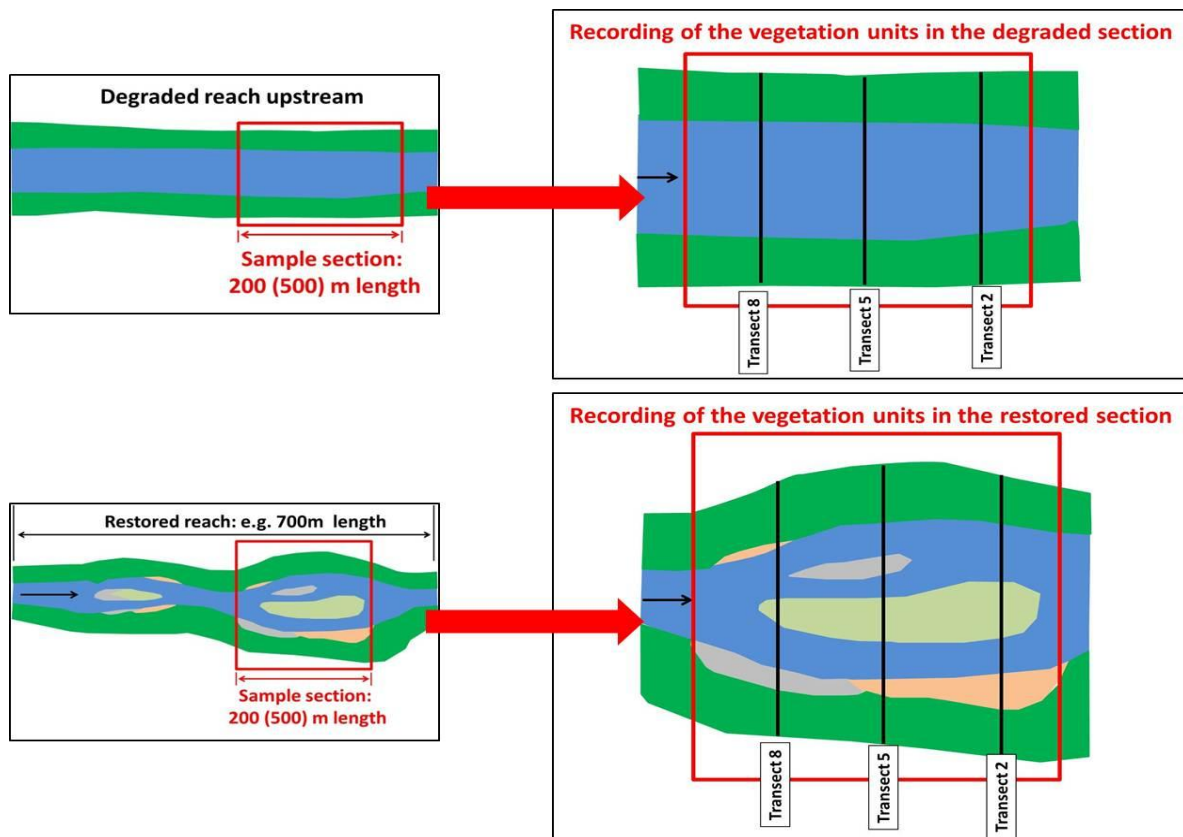 Degraded reach upstream
Sample section:
200 (500) m length
Recording of the vegetation units in the degraded section
Transect 8
Transect 5
Transect 2
Restored reach: e.g. 700m length
Sample section:
200 (500) m length
Recording of the vegetation units in the restored section
Transect 8
Transect 5
Transect 2